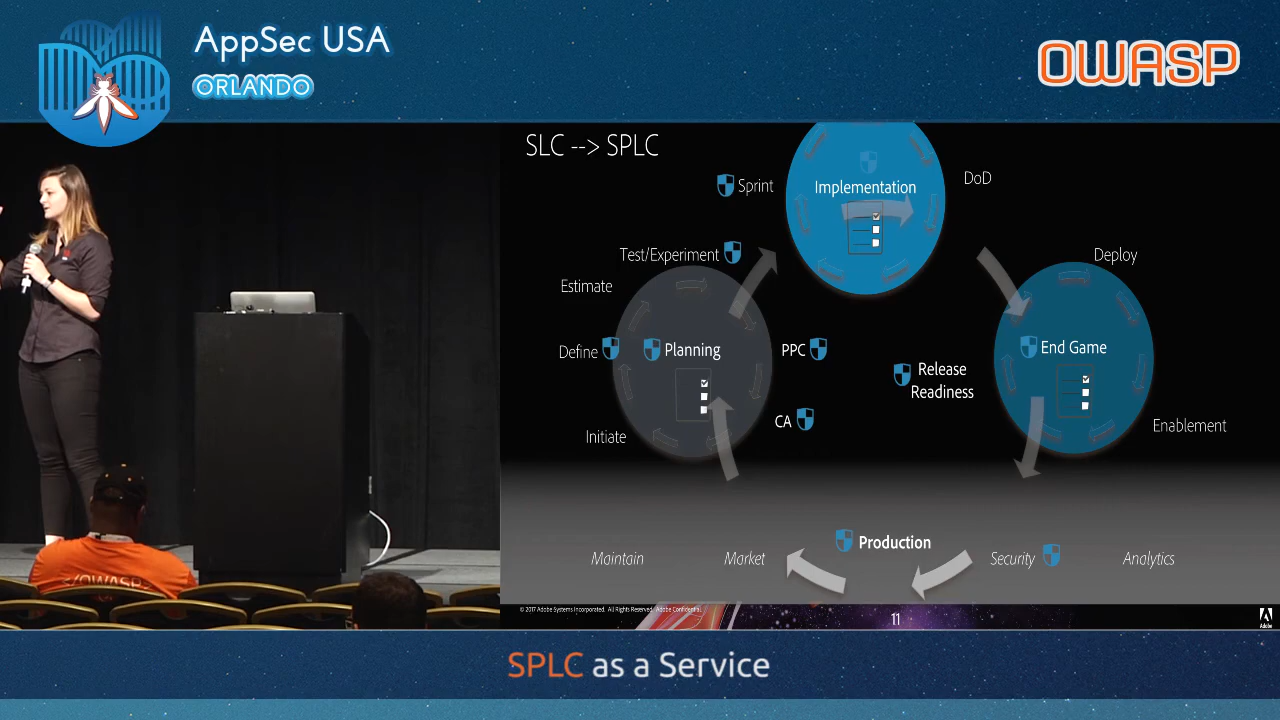 AppSec USA
ORLANDO
OWASP
SLC --> SPLC
Sprint
Implementation
DoD
Test/Experiment
Deploy
Estimate
Define
Planning
PPC
End Game
Release
Readiness
CA
Initiate
Enablement
Production
Maintain
Market
Security
Analytics
© 2017 Adobe Systems Incorporated. All Rights Reserved. Adobe Confidential.
11
Adobe
</OWASP>
SPLC as a Service